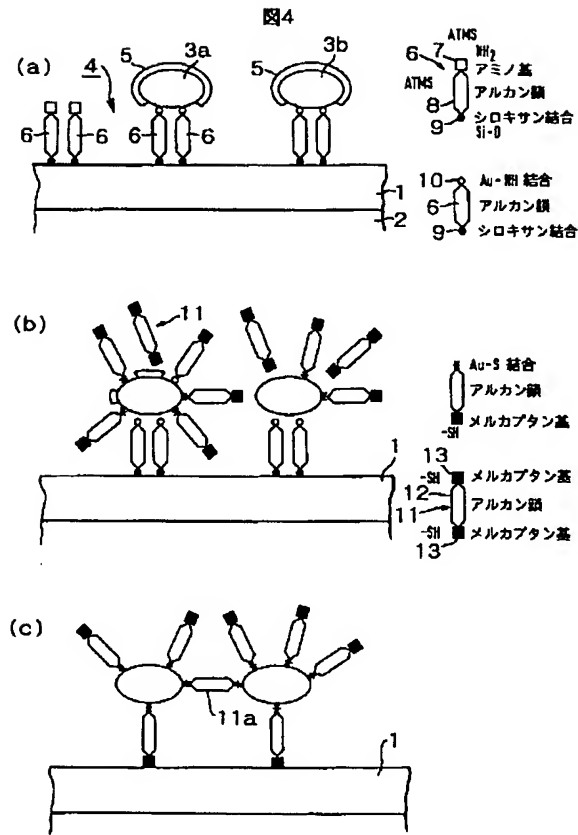 図4
(a)
4
5
3a
5
3b
6
6
6
6
6
6
1
2
ATMS
6
7
NH2
アミノ基
ATMS
8
アルカン鎖
9
シロキサン結合
Si-O
10
Au-NH 結合
6
アルカン鎖
9
シロキサン結合
(b)
11
1
Au-S 結合
アルカン鎖
メルカプタン基
-SH
13
-SH
メルカプタン基
12
11
アルカン鎖
-SH
メルカプタン基
13
(c)
11a
1